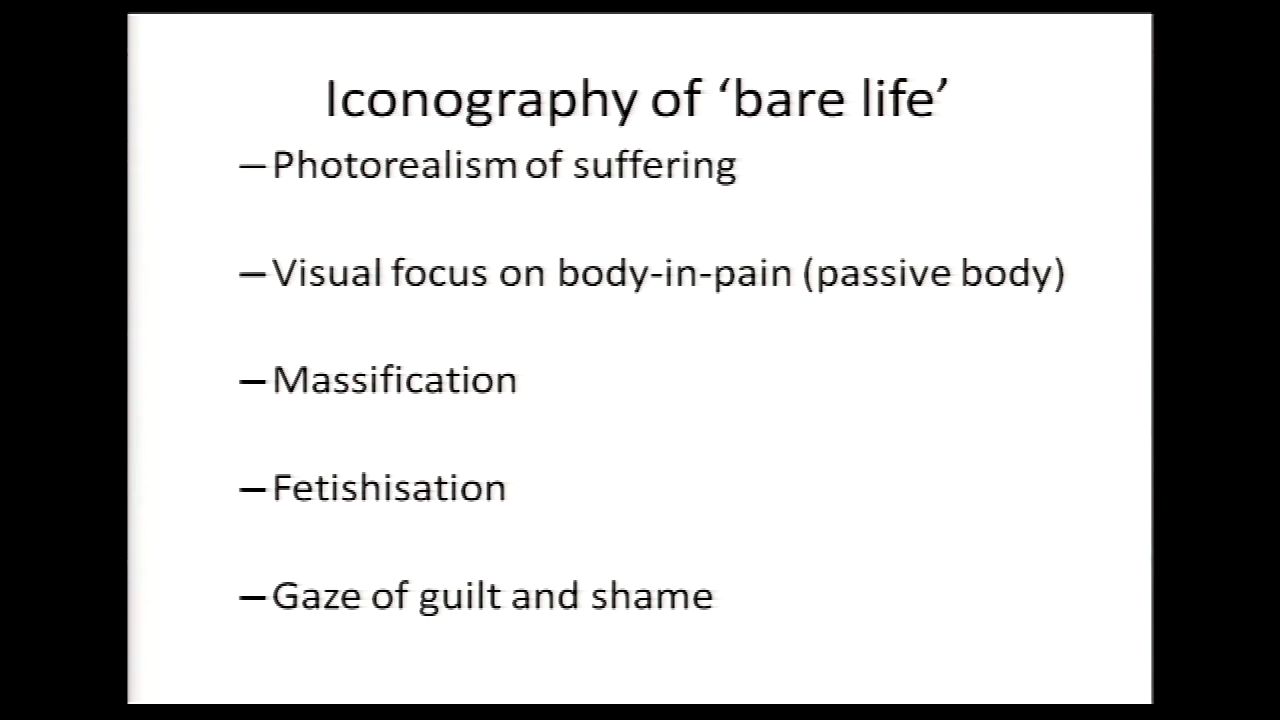 Iconography of ‘bare life’
–Photorealism of suffering
–Visual focus on body-in-pain (passive body)
–Massification
–Fetishisation
–Gaze of guilt and shame